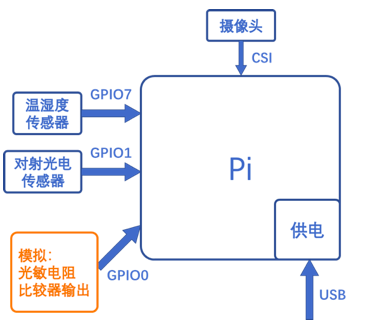 摄像头
CSI
GPIO7
温湿度
传感器
GPIO1
对射光电
传感器
Pi
供电
模拟：
光敏电阻
比较器输出
GPIO0
USB